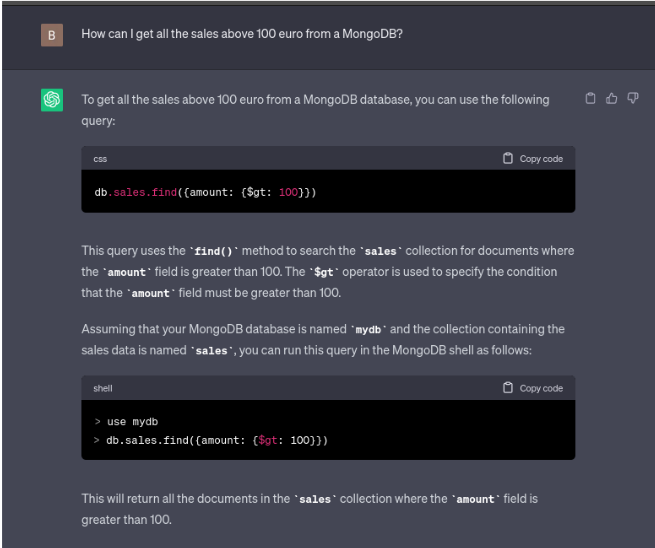 B
How can I get all the sales above 100 euro from a MongoDB?
To get all the sales above 100 euro from a MongoDB database, you can use the following
query:
css
Copy code
db.sales.find({amount: {$gt: 100}})
This query uses the `find()` method to search the `sales` collection for documents where
the `amount` field is greater than 100. The `$gt` operator is used to specify the condition
that the `amount` field must be greater than 100.
Assuming that your MongoDB database is named `mydb` and the collection containing the
sales data is named `sales`, you can run this query in the MongoDB shell as follows:
shell
Copy code
> use mydb
> db.sales.find({amount: {$gt: 100}})
This will return all the documents in the `sales` collection where the `amount` field is
greater than 100.